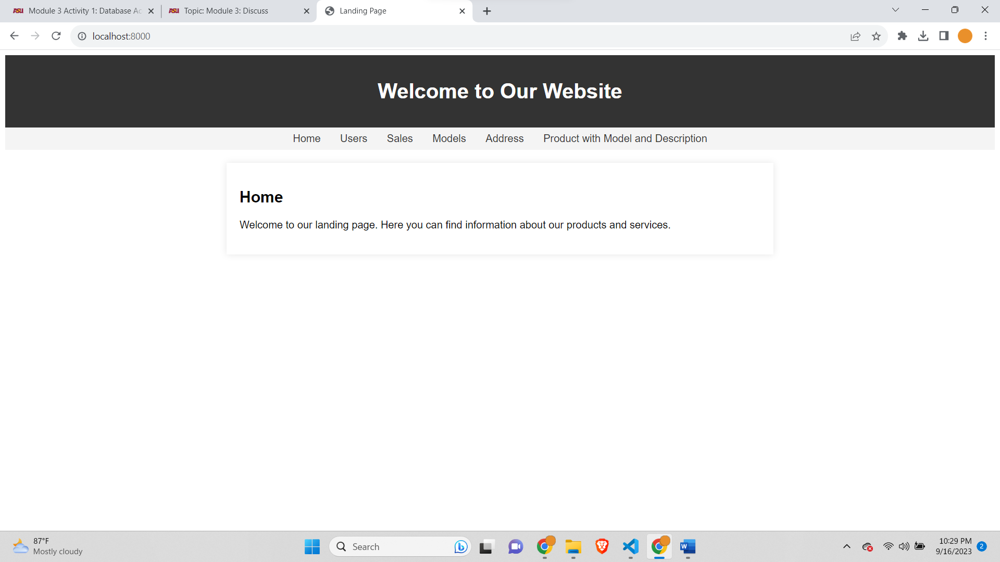 ASU Module 3 Activity 1: Database Ac
ASU Topic: Module 3: Discuss
Landing Page
localhost:8000
Welcome to Our Website
Home Users Sales Models Address Product with Model and Description
Home
Welcome to our landing page. Here you can find information about our products and services.
87°F
Mostly cloudy
Search
W
10:29 PM
9/16/2023
2